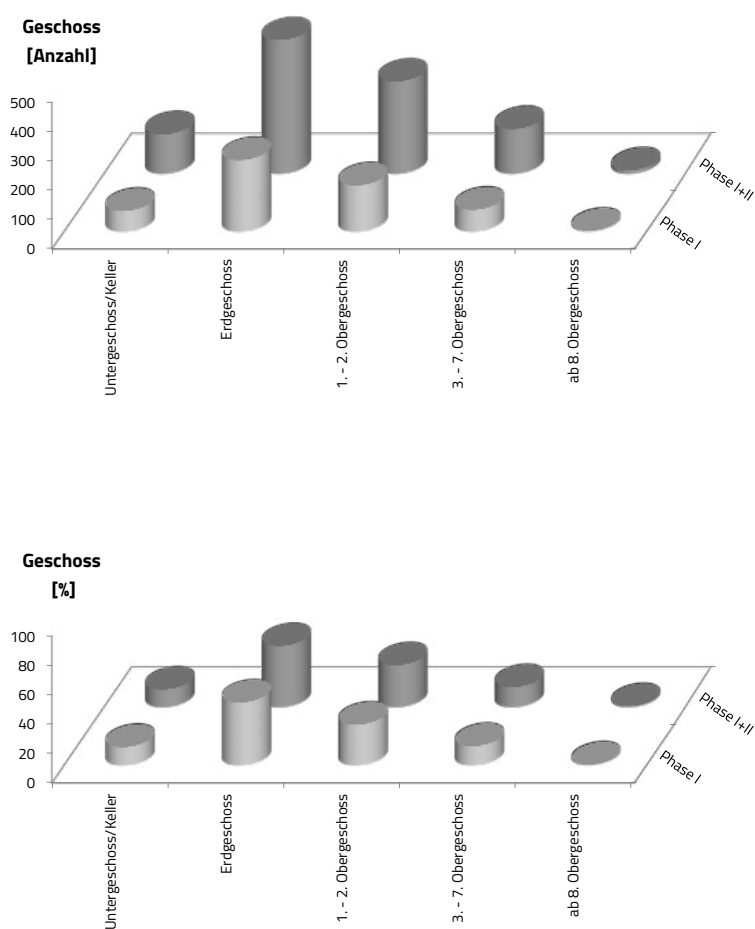 Geschoss
[Anzahl]
500
400
300
200
100
0
Phase I+II
Phase I
Untergeschoss/Keller
Erdgeschoss
1. - 2. Obergeschoss
3. - 7. Obergeschoss
ab 8. Obergeschoss
Geschoss
[%]
100
80
60
40
20
0
Phase I+II
Phase I
Untergeschoss/Keller
Erdgeschoss
1. - 2. Obergeschoss
3. - 7. Obergeschoss
ab 8. Obergeschoss